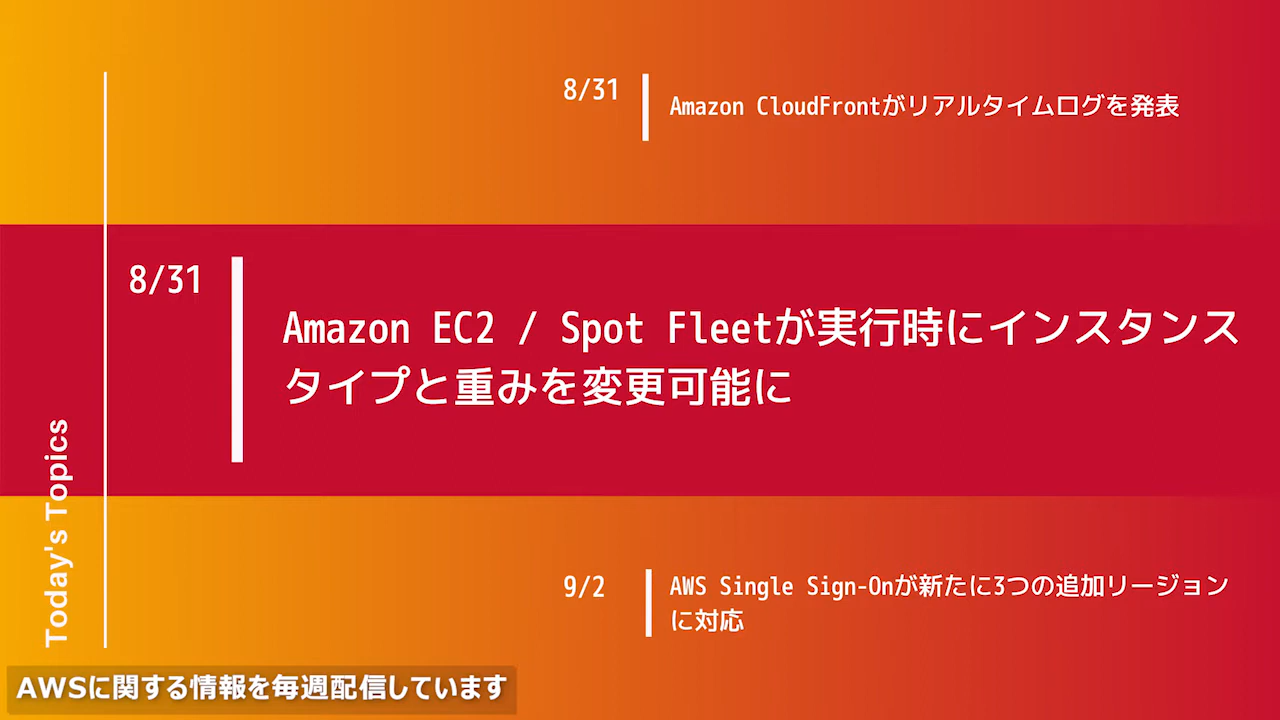 8/31
Amazon CloudFrontがリアルタイムログを発表
8/31
Amazon EC2 / Spot Fleetが実行時にインスタンス
タイプと重みを変更可能に
Today's Topics
9/2
AWS Single Sign-Onが新たに3つの追加リージョン
に対応
AWSに関する情報を毎週配信しています